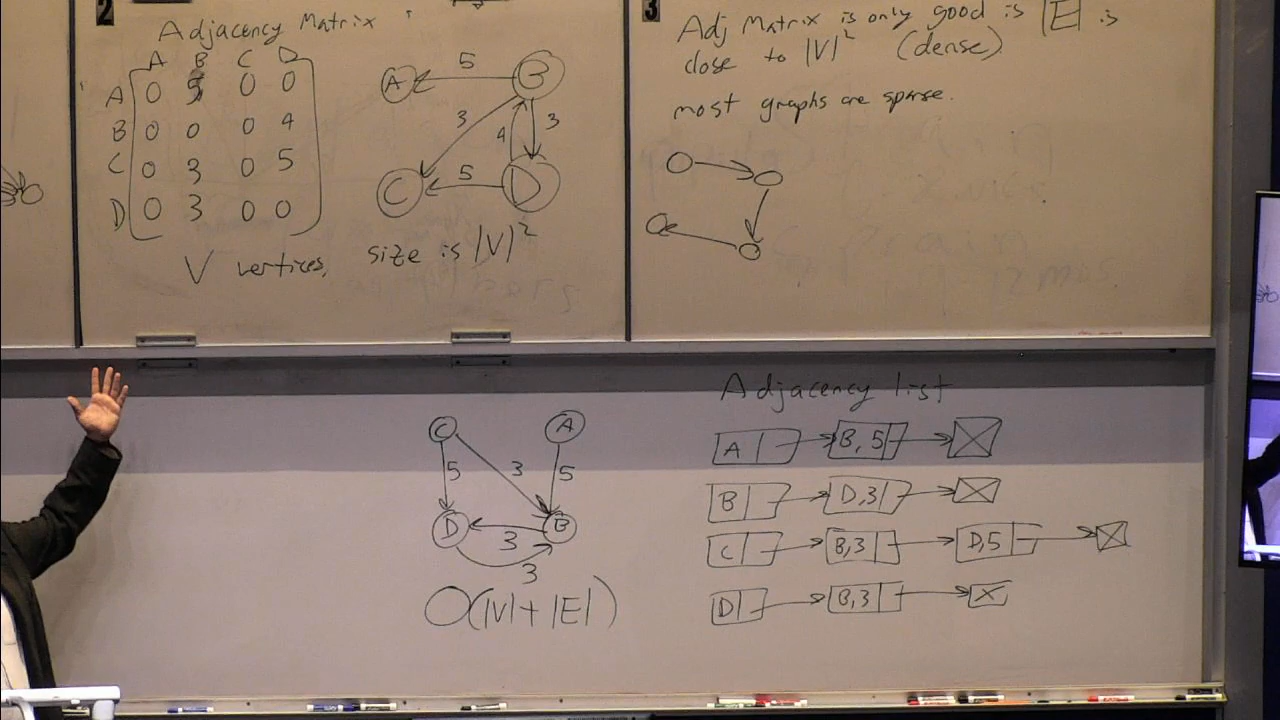 2
Adjacency Matrix
A B C D
A 0 5 0 0
B 0 0 0 4
C 0 3 0 5
D 0 3 0 0
V vertices, size is |V|²
A 5 B
3 4 3
C 5 D
3
Adj Matrix is only good is |E| is
close to |V|² (dense)
most graphs are sparse.
C A
5 3 5
D 3 B
3
O(|V|+|E|)
Adjacency list
A B, 5
B D,3
C B,3 D,5
D B,3